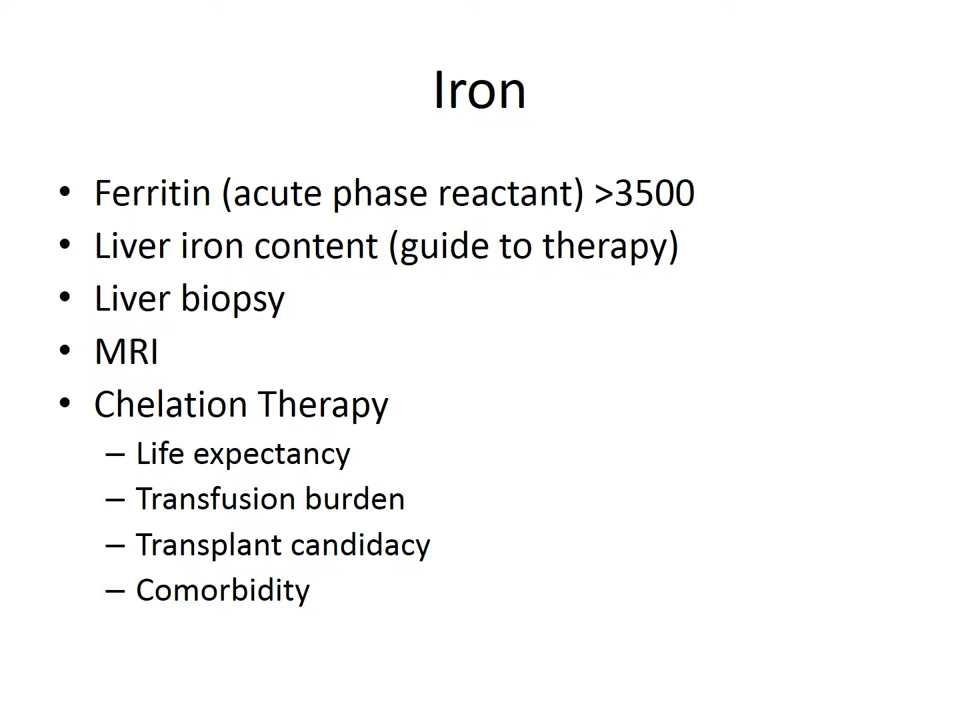 Iron
• Ferritin (acute phase reactant) >3500
• Liver iron content (guide to therapy)
• Liver biopsy
• MRI
• Chelation Therapy
– Life expectancy
– Transfusion burden
– Transplant candidacy
– Comorbidity